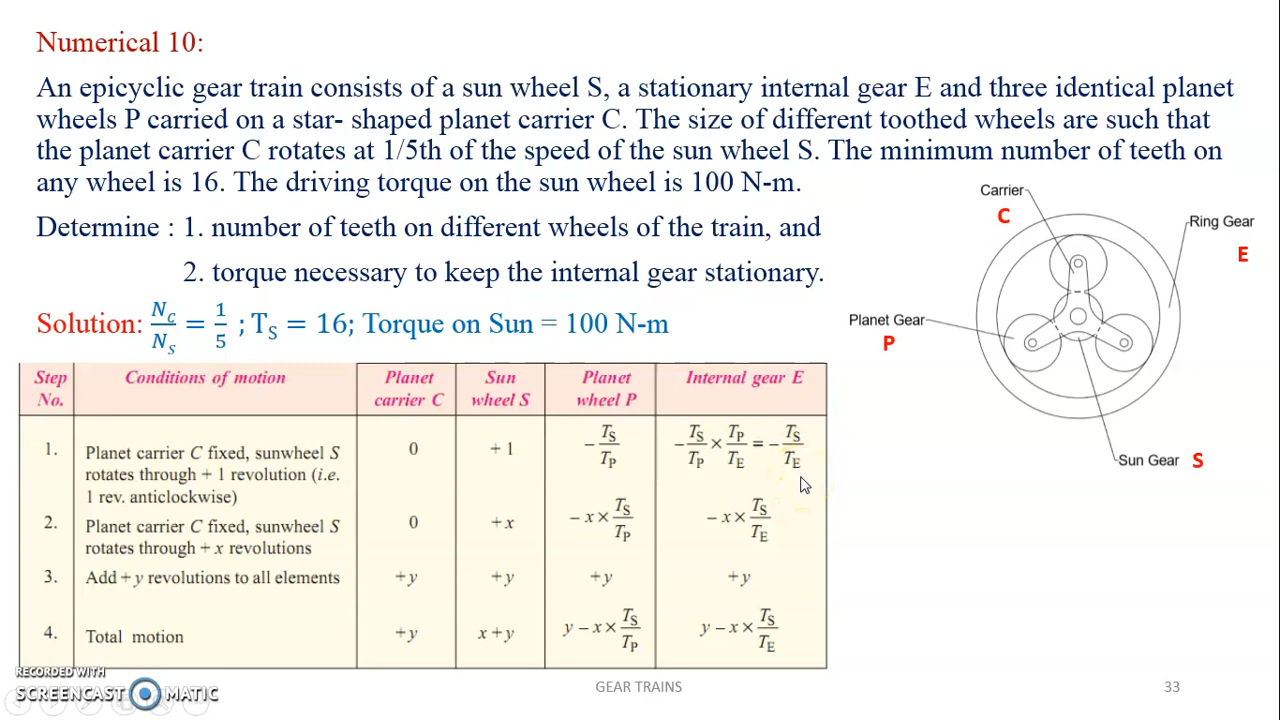 Numerical 10:
An epicyclic gear train consists of a sun wheel S, a stationary internal gear E and three identical planet
wheels P carried on a star- shaped planet carrier C. The size of different toothed wheels are such that
the planet carrier C rotates at 1/5th of the speed of the sun wheel S. The minimum number of teeth on
any wheel is 16. The driving torque on the sun wheel is 100 N-m.
Determine : 1. number of teeth on different wheels of the train, and
2. torque necessary to keep the internal gear stationary.
Solution: N_C/N_S = 1/5 ; T_S = 16; Torque on Sun = 100 N-m
Carrier
C
Ring Gear
E
Planet Gear
P
Sun Gear S
Step No. Conditions of motion Planet carrier C Sun wheel S Planet wheel P Internal gear E
1. Planet carrier C fixed, sunwheel S rotates through + 1 revolution (i.e. 1 rev. anticlockwise) 0 + 1 − T_S/T_P − T_S/T_P × T_P/T_E = − T_S/T_E
2. Planet carrier C fixed, sunwheel S rotates through + x revolutions 0 + x − x × T_S/T_P − x × T_S/T_E
3. Add + y revolutions to all elements + y + y + y + y
4. Total motion + y x + y y − x × T_S/T_P y − x × T_S/T_E
RECORDED WITH
SCREENCAST MATIC
GEAR TRAINS
33